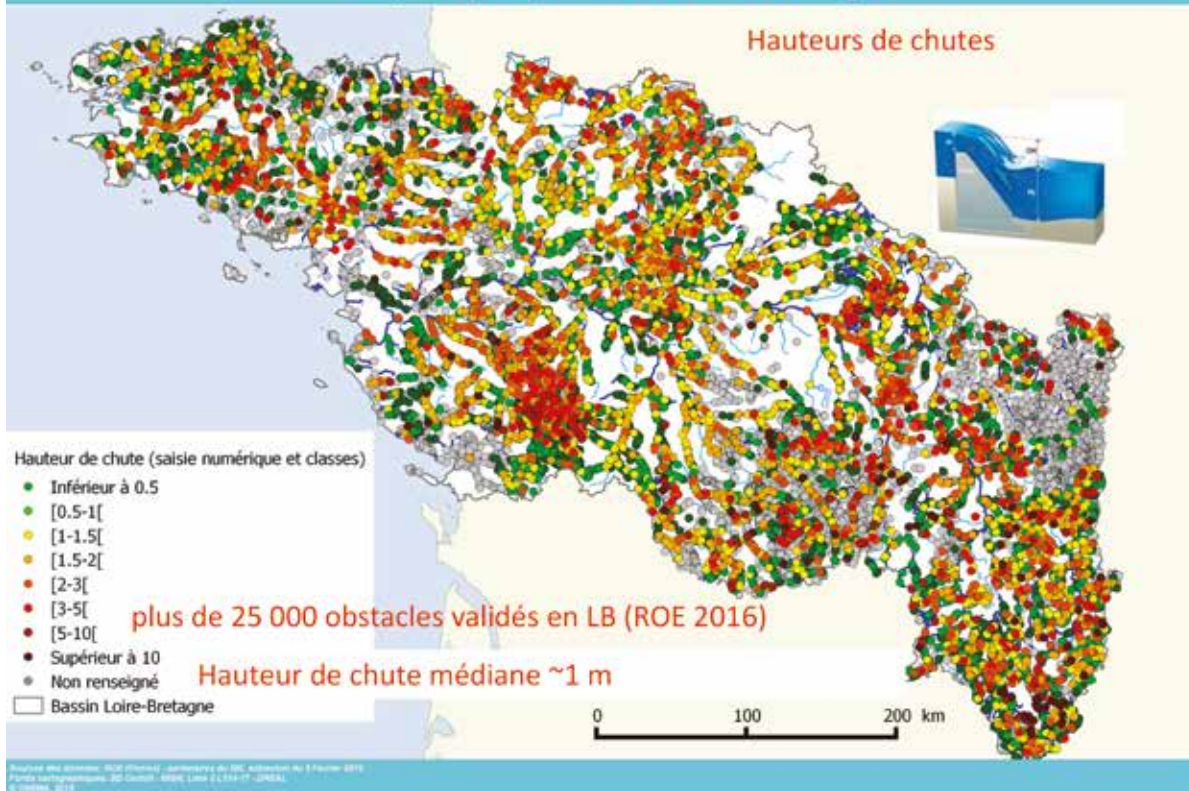 Hauteurs de chutes
Hauteur de chute (saisie numérique et classes)
Inférieur à 0.5
[0.5-1[
[1-1.5[
[1.5-2[
[2-3[
[3-5[
[5-10[
Supérieur à 10
Non renseigné
Bassin Loire-Bretagne
plus de 25 000 obstacles validés en LB (ROE 2016)
Hauteur de chute médiane ~1 m
0 100 200 km